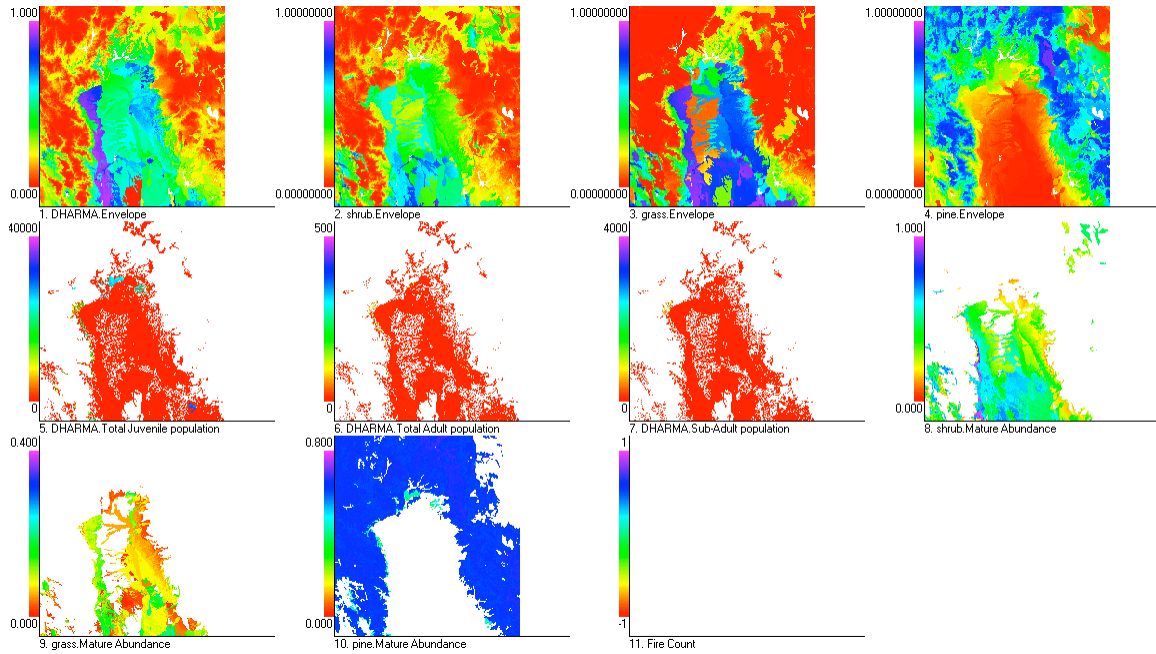 1.000
0.000
1. DHARMA.Envelope
1.00000000
0.00000000
2. shrub.Envelope
1.00000000
0.00000000
3. grass.Envelope
1.00000000
0.00000000
4. pine.Envelope
40000
0
5. DHARMA.Total Juvenile population
500
0
6. DHARMA.Total Adult population
4000
0
7. DHARMA.Sub-Adult population
1.000
0.000
8. shrub.Mature Abundance
0.400
0.000
9. grass.Mature Abundance
0.800
0.000
10. pine.Mature Abundance
1
-1
11. Fire Count